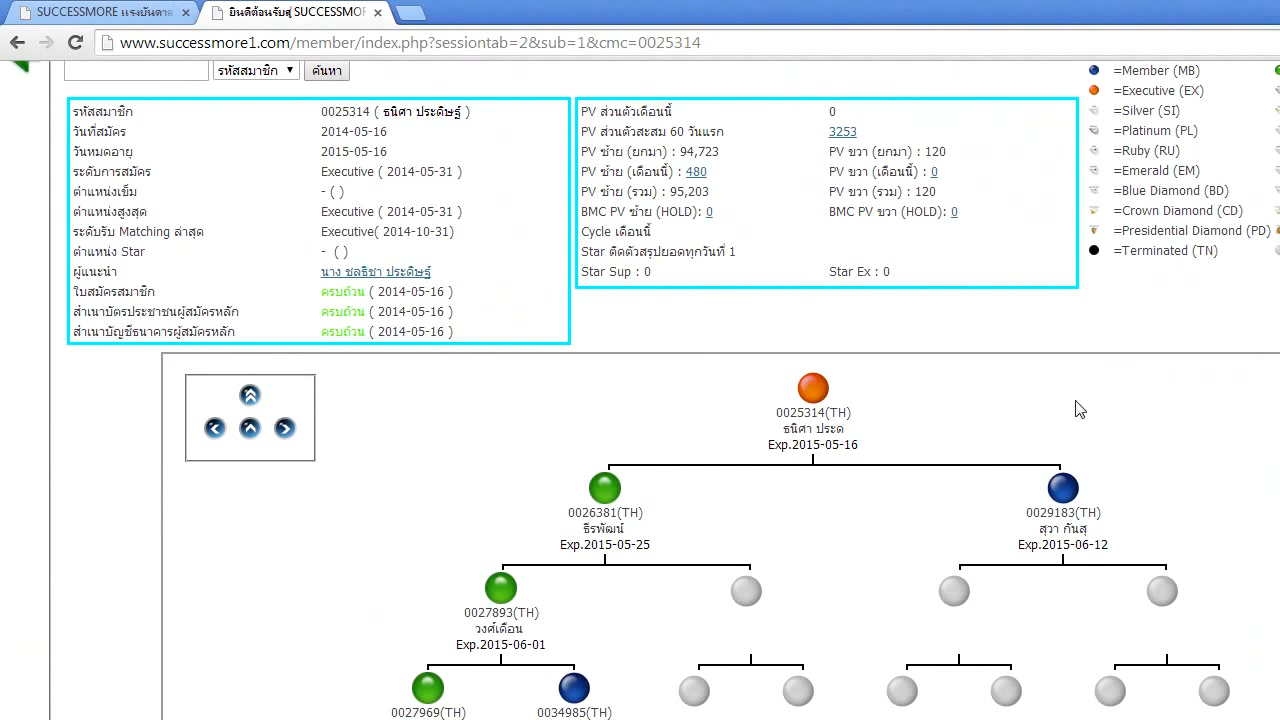 SUCCESSMORE แรงบันดาล
ยินดีต้อนรับสู่ SUCCESSMOR
www.successmore1.com/member/index.php?sessiontab=2&sub=1&cmc=0025314
รหัสสมาชิก ค้นหา
รหัสสมาชิก 0025314 ( ธนิศา ประดิษฐ์ )
วันที่สมัคร 2014-05-16
วันหมดอายุ 2015-05-16
ระดับการสมัคร Executive ( 2014-05-31 )
ตำแหน่งเข็ม - ( )
ตำแหน่งสูงสุด Executive ( 2014-05-31 )
ระดับรับ Matching ล่าสุด Executive( 2014-10-31)
ตำแหน่ง Star - ( )
ผู้แนะนำ นาง ชลธิชา ประดิษฐ์
ใบสมัครสมาชิก ครบถ้วน ( 2014-05-16 )
สำเนาบัตรประชาชนผู้สมัครหลัก ครบถ้วน ( 2014-05-16 )
สำเนาบัญชีธนาคารผู้สมัครหลัก ครบถ้วน ( 2014-05-16 )
PV ส่วนตัวเดือนนี้ 0
PV ส่วนตัวสะสม 60 วันแรก 3253
PV ซ้าย (ยกมา) : 94,723 PV ขวา (ยกมา) : 120
PV ซ้าย (เดือนนี้) : 480 PV ขวา (เดือนนี้) : 0
PV ซ้าย (รวม) : 95,203 PV ขวา (รวม) : 120
BMC PV ซ้าย (HOLD): 0 BMC PV ขวา (HOLD): 0
Cycle เดือนนี้
Star ติดตัวสรุปยอดทุกวันที่ 1
Star Sup : 0 Star Ex : 0
=Member (MB)
=Executive (EX)
=Silver (SI)
=Platinum (PL)
=Ruby (RU)
=Emerald (EM)
=Blue Diamond (BD)
=Crown Diamond (CD)
=Presidential Diamond (PD)
=Terminated (TN)
0025314(TH)
ธนิศา ประด
Exp.2015-05-16
0026381(TH) 0029183(TH)
ธีรพัฒน์ สุวา กันสุ
Exp.2015-05-25 Exp.2015-06-12
0027893(TH)
วงศ์เดือน
Exp.2015-06-01
0027969(TH) 0034985(TH)